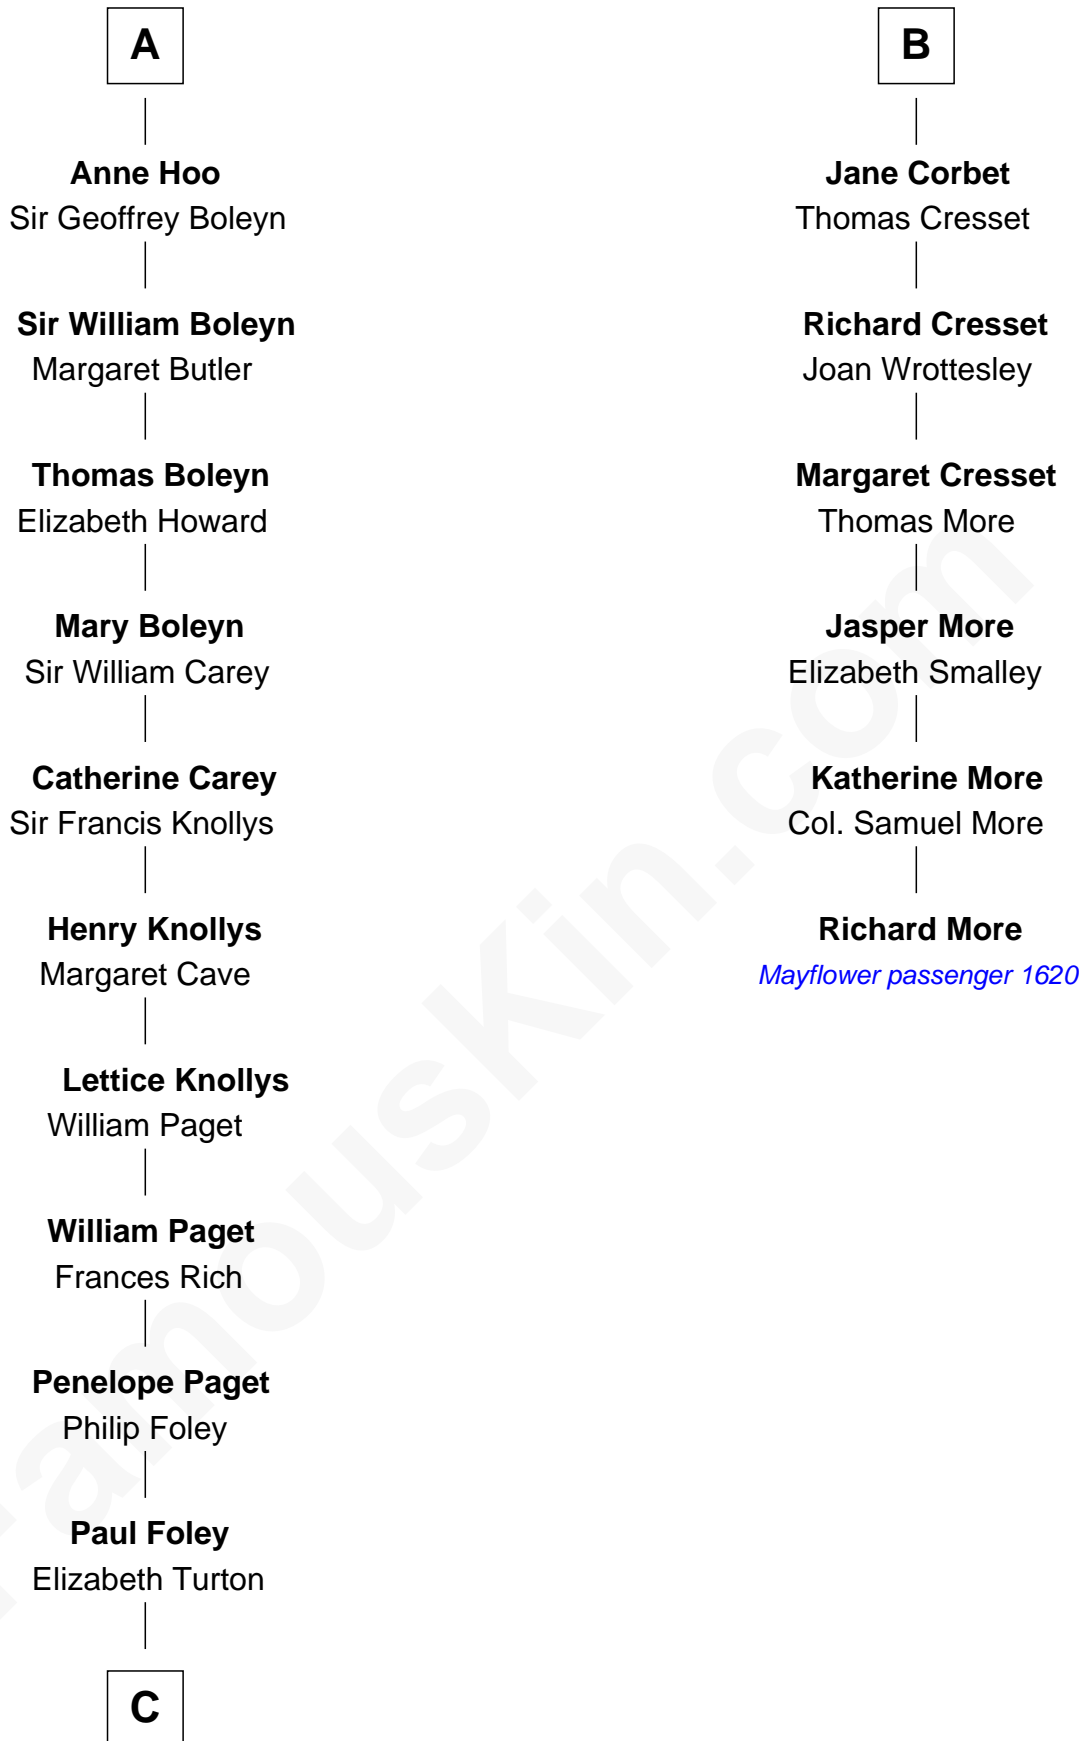 A
Anne Hoo
Sir Geoffrey Boleyn
Sir William Boleyn
Margaret Butler
Thomas Boleyn
Elizabeth Howard
Mary Boleyn
Sir William Carey
Catherine Carey
Sir Francis Knollys
Henry Knollys
Margaret Cave
Lettice Knollys
William Paget
William Paget
Frances Rich
Penelope Paget
Philip Foley
Paul Foley
Elizabeth Turton
C
B
Jane Corbet
Thomas Cresset
Richard Cresset
Joan Wrottesley
Margaret Cresset
Thomas More
Jasper More
Elizabeth Smalley
Katherine More
Col. Samuel More
Richard More
Mayflower passenger 1620
FamousKin.com